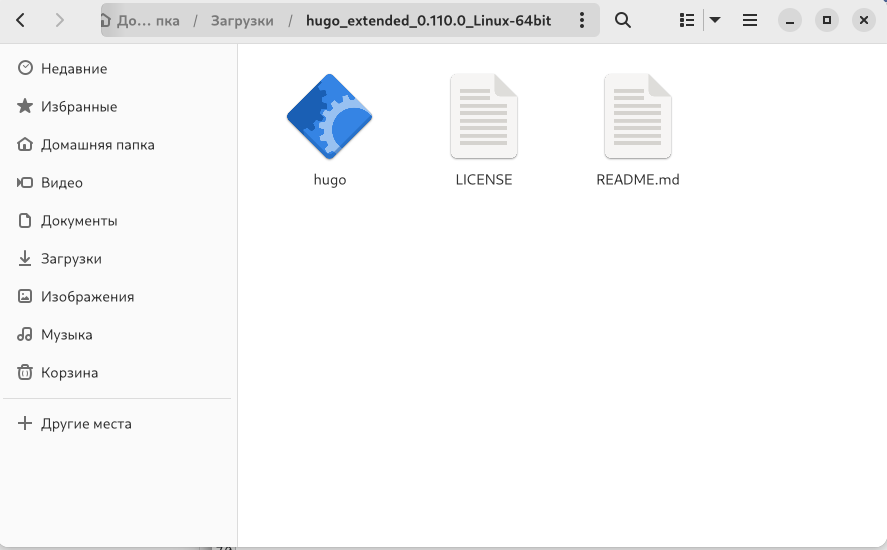 До... пка / Загрузки / hugo_extended_0.110.0_Linux-64bit
Недавние
Избранные
Домашняя папка
Видео
Документы
Загрузки
Изображения
Музыка
Корзина
Другие места
hugo
LICENSE
README.md